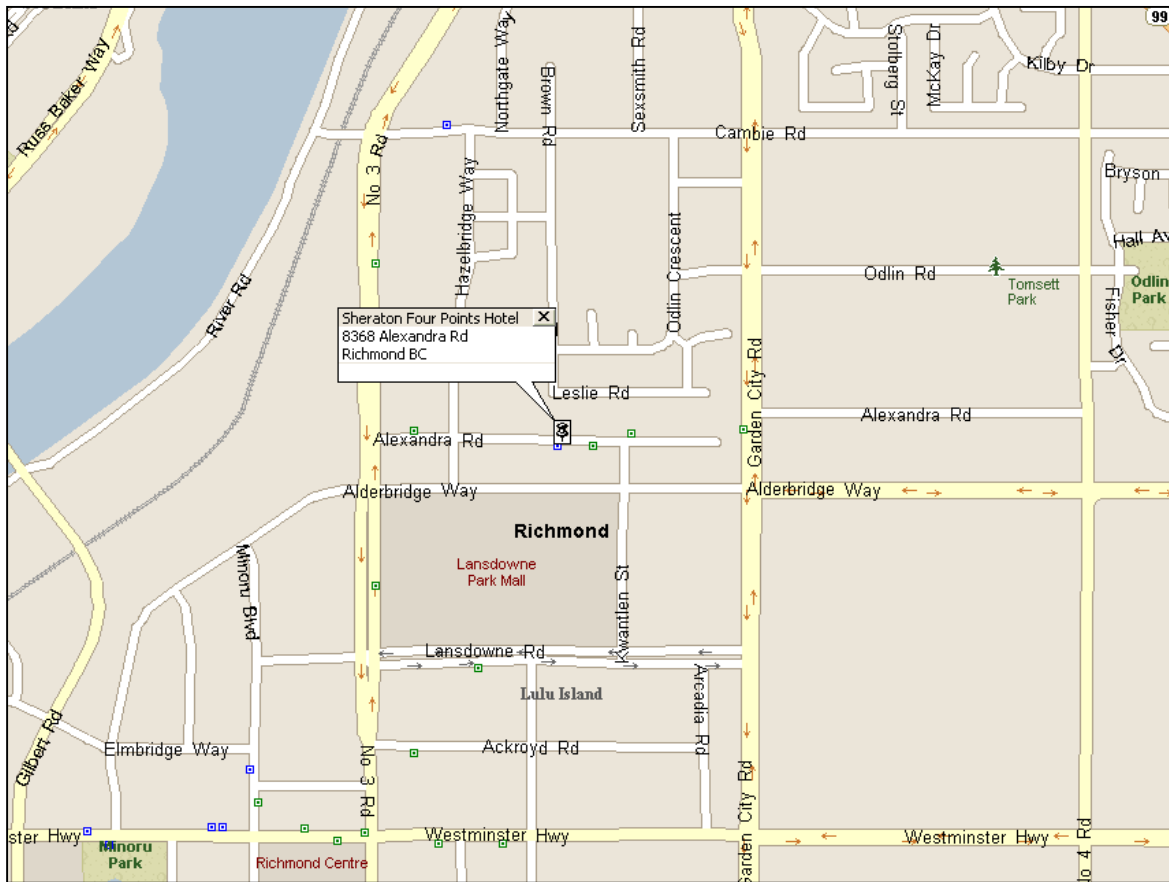 99
Russ Baker Way
Northgate Way
Brown Rd
Sexsmith Rd
Stolberg St
McKay Dr
Kilby Dr
Cambie Rd
No 3 Rd
Hazelbridge Way
Bryson
Hall Av
River Rd
Odlin Crescent
Odlin Rd
Tomsett
Park
Odlin
Park
Fisher Dr
Sheraton Four Points Hotel
8368 Alexandra Rd
Richmond BC
Leslie Rd
Garden City Rd
Alexandra Rd
Alexandra Rd
Alderbridge Way
Alderbridge Way
Richmond
Lansdowne
Park Mall
Minoru Blvd
Kwantlen St
Lansdowne Rd
Lulu Island
Arcadia Rd
Gilbert Rd
Elmbridge Way
Ackroyd Rd
No 3 Rd
Garden City Rd
No 4 Rd
ster Hwy
Westminster Hwy
Westminster Hwy
Minoru
Park
Richmond Centre